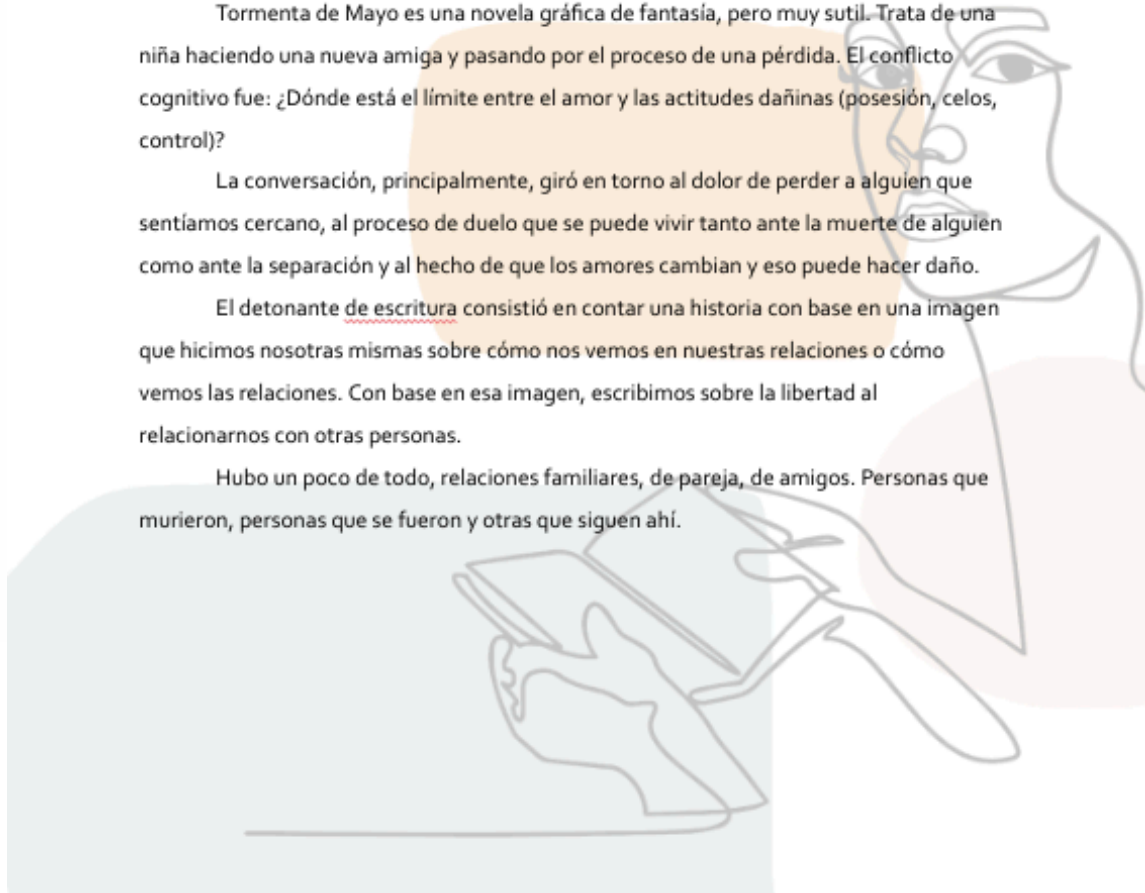 Tormenta de Mayo es una novela gráfica de fantasía, pero muy sutil. Trata de una
niña haciendo una nueva amiga y pasando por el proceso de una pérdida. El conflicto
cognitivo fue: ¿Dónde está el límite entre el amor y las actitudes dañinas (posesión, celos,
control)?
La conversación, principalmente, giró en torno al dolor de perder a alguien que
sentíamos cercano, al proceso de duelo que se puede vivir tanto ante la muerte de alguien
como ante la separación y al hecho de que los amores cambian y eso puede hacer daño.
El detonante de escritura consistió en contar una historia con base en una imagen
que hicimos nosotras mismas sobre cómo nos vemos en nuestras relaciones o cómo
vemos las relaciones. Con base en esa imagen, escribimos sobre la libertad al
relacionarnos con otras personas.
Hubo un poco de todo, relaciones familiares, de pareja, de amigos. Personas que
murieron, personas que se fueron y otras que siguen ahí.